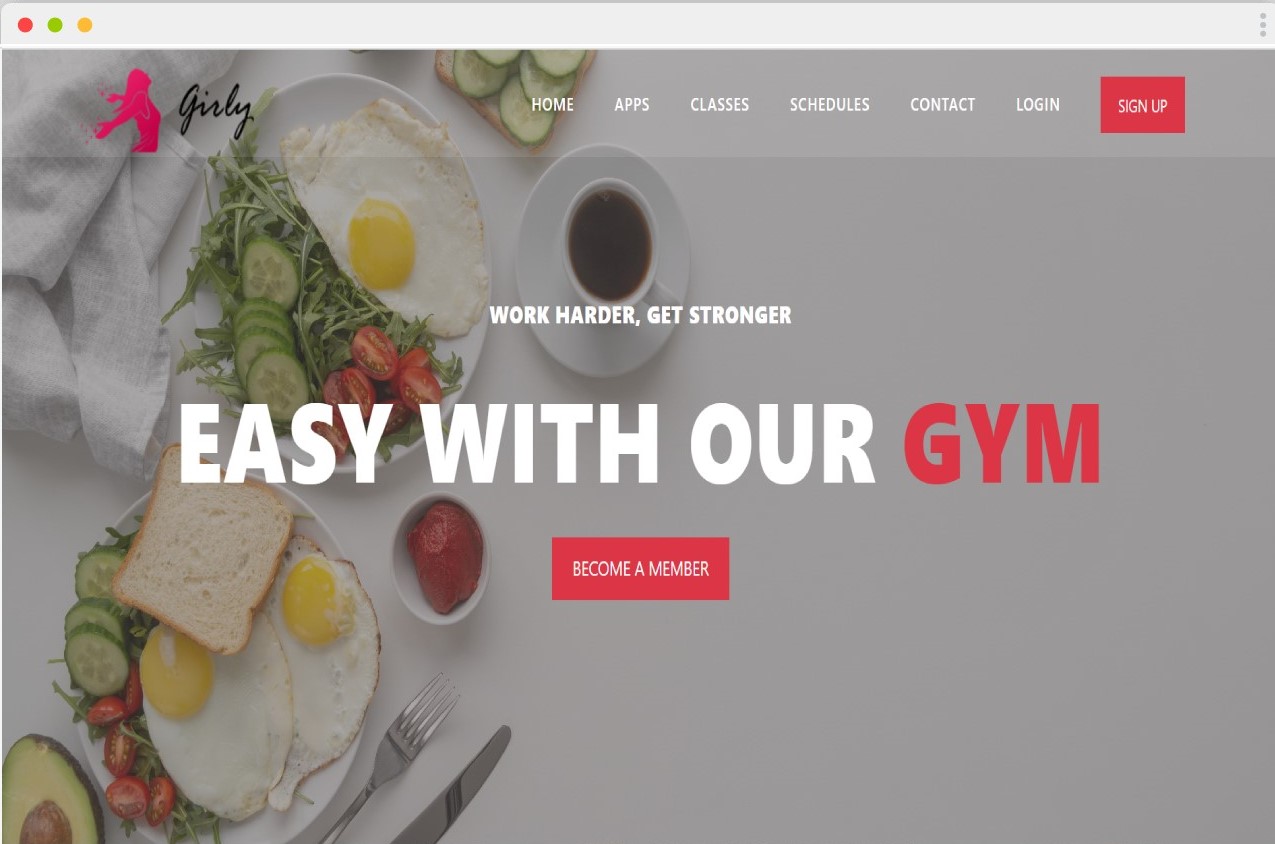 Girly
HOME APPS CLASSES SCHEDULES CONTACT LOGIN SIGN UP
WORK HARDER, GET STRONGER
EASY WITH OUR GYM
BECOME A MEMBER